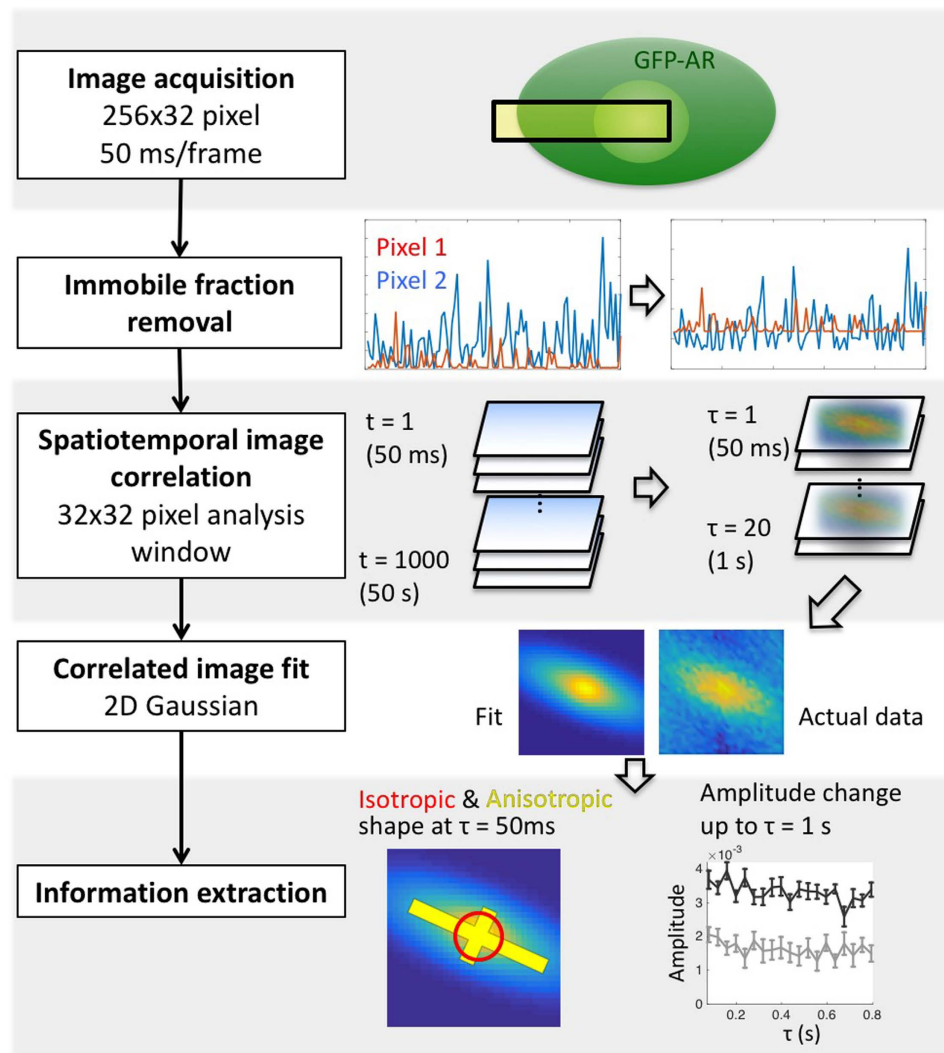 Image acquisition
256x32 pixel
50 ms/frame
GFP-AR
Immobile fraction
removal
Pixel 1
Pixel 2
Spatiotemporal image
correlation
32x32 pixel analysis
window
t = 1
(50 ms)
t = 1000
(50 s)
τ = 1
(50 ms)
τ = 20
(1 s)
Correlated image fit
2D Gaussian
Fit
Actual data
Information extraction
Isotropic & Anisotropic
shape at τ = 50ms
Amplitude change
up to τ = 1 s
×10⁻³
4
3
2
1
0
Amplitude
0.2
0.4
0.6
0.8
τ (s)